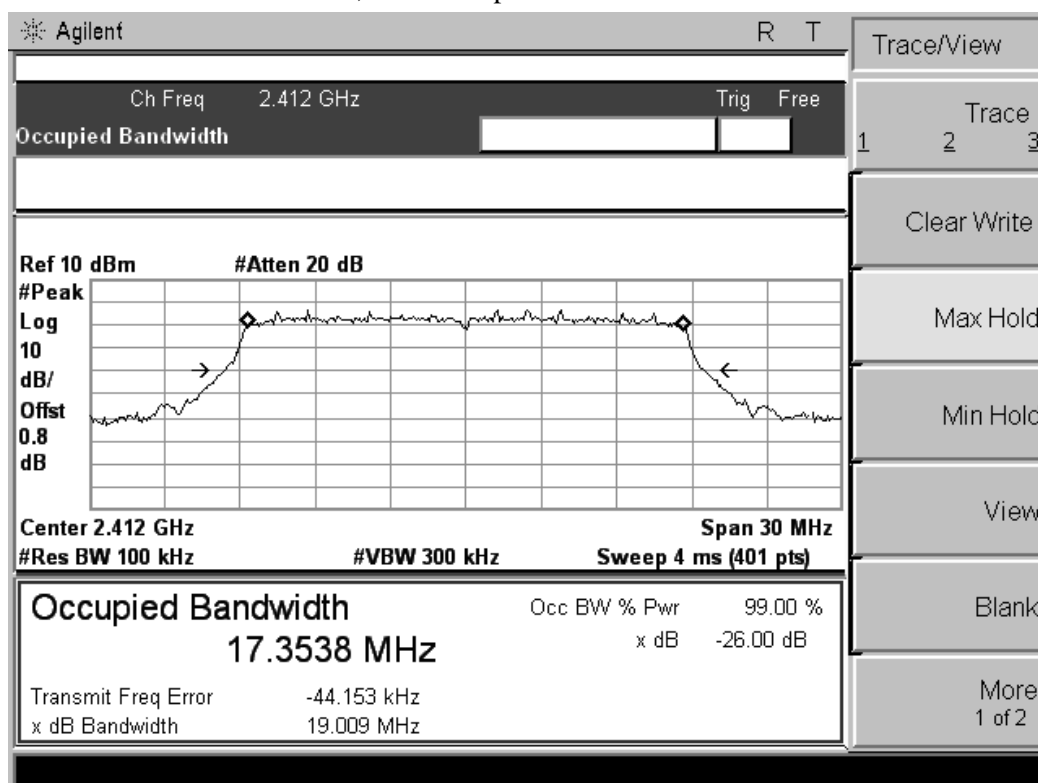 Agilent R T
Trace/View
Ch Freq 2.412 GHz Trig Free
Occupied Bandwidth
Trace
1 2 3
Clear Write
Ref 10 dBm #Atten 20 dB
#Peak
Log
10
dB/
Offst
0.8
dB
Max Hold
Min Hold
Center 2.412 GHz Span 30 MHz
#Res BW 100 kHz #VBW 300 kHz Sweep 4 ms (401 pts)
View
Occupied Bandwidth
17.3538 MHz
Occ BW % Pwr 99.00 %
x dB -26.00 dB
Transmit Freq Error -44.153 kHz
x dB Bandwidth 19.009 MHz
Blank
More
1 of 2